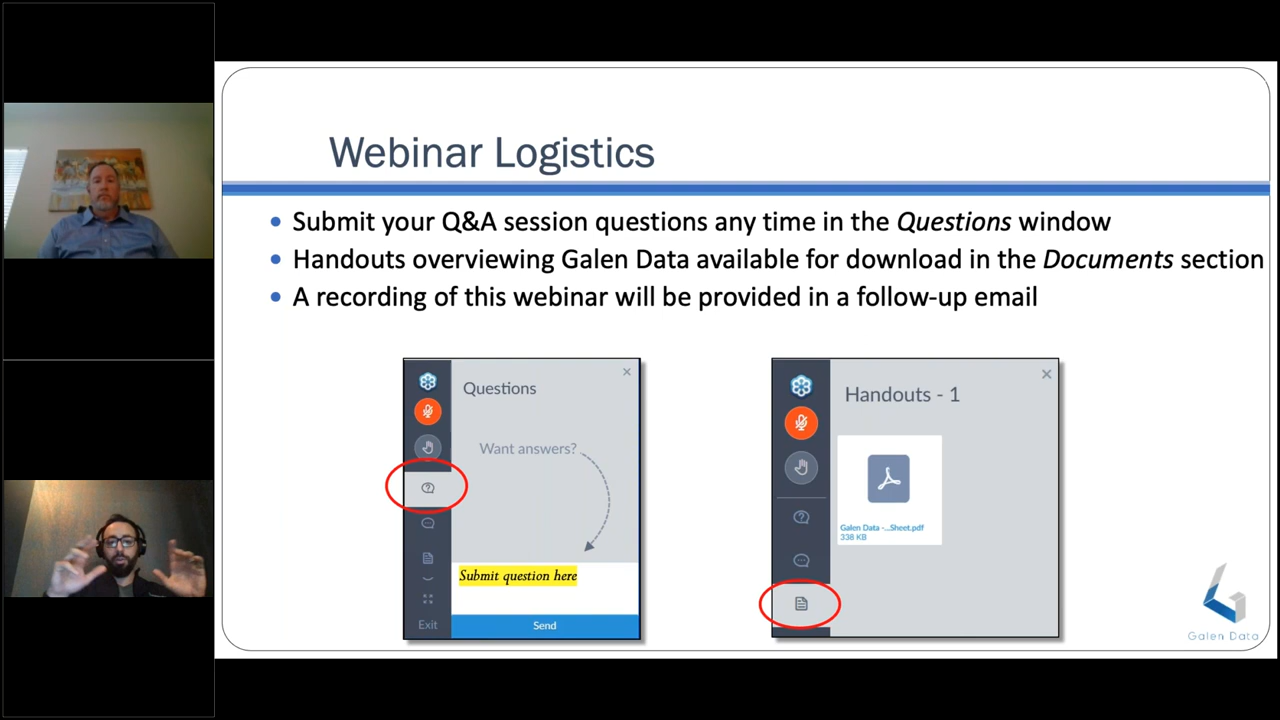 Webinar Logistics
• Submit your Q&A session questions any time in the Questions window
• Handouts overviewing Galen Data available for download in the Documents section
• A recording of this webinar will be provided in a follow-up email
Questions
Want answers?
Submit question here
Exit
Send
Handouts - 1
Galen Data -...Sheet.pdf
338 KB
Galen Data